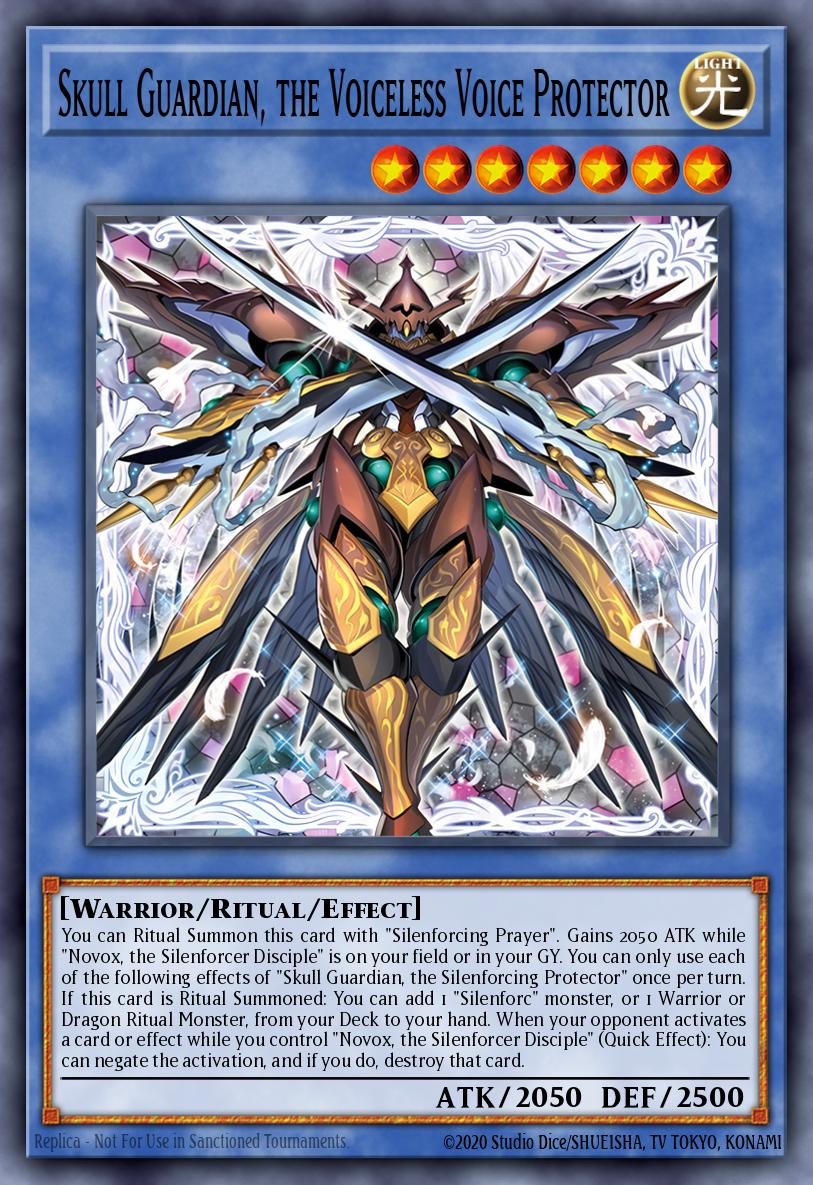 Skull Guardian, the Voiceless Voice Protector
LIGHT
光
[Warrior/Ritual/Effect]
You can Ritual Summon this card with "Silenforcing Prayer". Gains 2050 ATK while
"Novox, the Silenforcer Disciple" is on your field or in your GY. You can only use each
of the following effects of "Skull Guardian, the Silenforcing Protector" once per turn.
If this card is Ritual Summoned: You can add 1 "Silenforc" monster, or 1 Warrior or
Dragon Ritual Monster, from your Deck to your hand. When your opponent activates
a card or effect while you control "Novox, the Silenforcer Disciple" (Quick Effect): You
can negate the activation, and if you do, destroy that card.
ATK/2050 DEF/2500
Replica - Not For Use in Sanctioned Tournaments.
©2020 Studio Dice/SHUEISHA, TV TOKYO, KONAMI